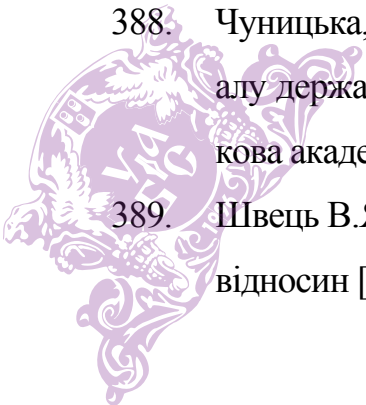 388. Чуницька,
алу держа
кова акаде
389. Швець В.Я
відносин [